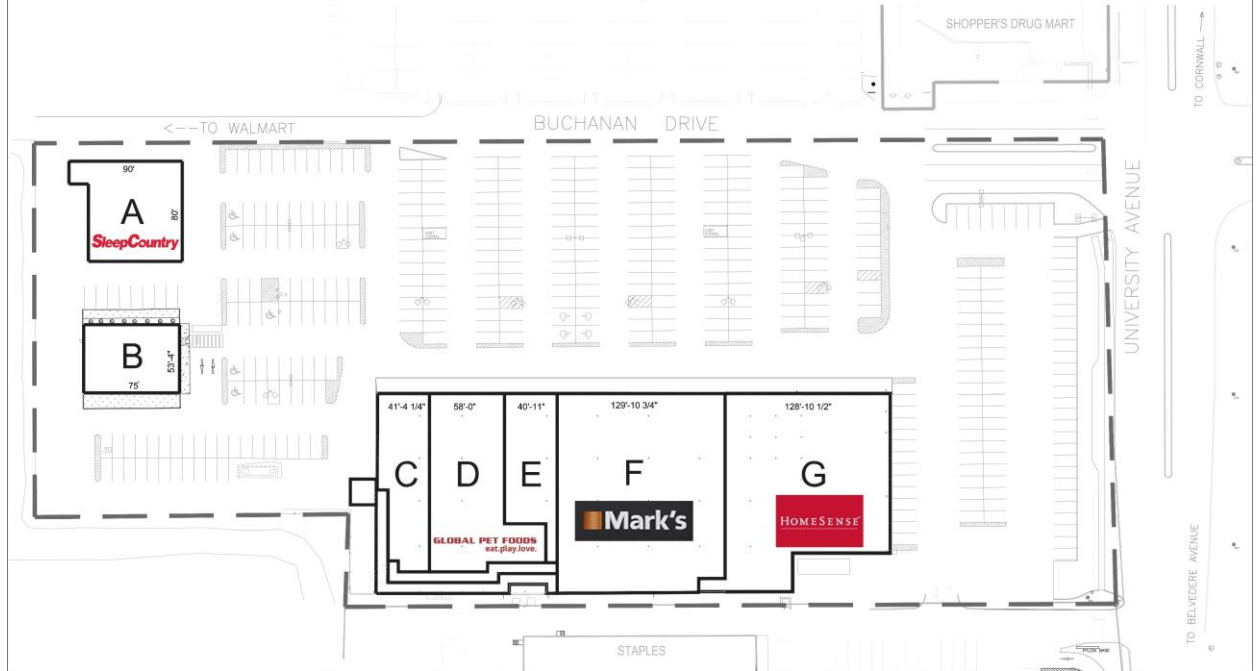 SHOPPER'S DRUG MART
TO CORNWALL -->
<--TO WALMART
BUCHANAN DRIVE
UNIVERSITY AVENUE
90'
80'
A
SleepCountry
B
53'-4"
75'
30
41'-4 1/4"
58'-0"
40'-11"
129'-10 3/4"
128'-10 1/2"
C
D
E
F
G
Mark's
HOMESENSE
GLOBAL PET FOODS
eat.play.love.
TO BELVEDERE AVENUE
STAPLES